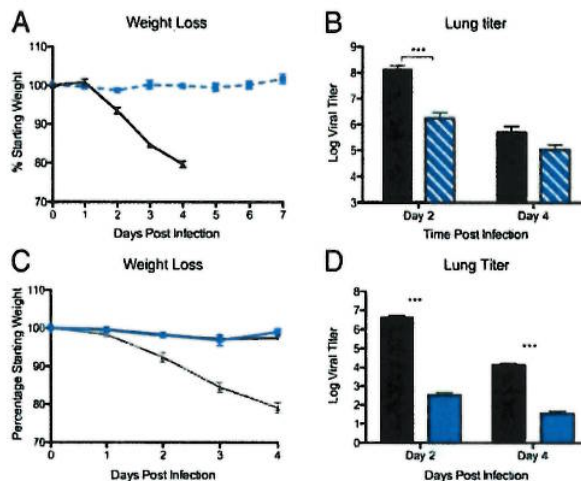 A
Weight Loss
% Starting Weight
110
100
90
80
70
0 1 2 3 4 5 6 7
Days Post Infection
B
Lung titer
Log Viral Titer
9
8
7
6
5
4
3
***
Day 2 Day 4
Time Post Infection
C
Weight Loss
Percentage Starting Weight
110
100
90
80
70
0 1 2 3 4
Days Post Infection
D
Lung Titer
Log Viral Titer
7
6
5
4
3
2
1
0
***
***
Day 2 Day 4
Days Post Infection